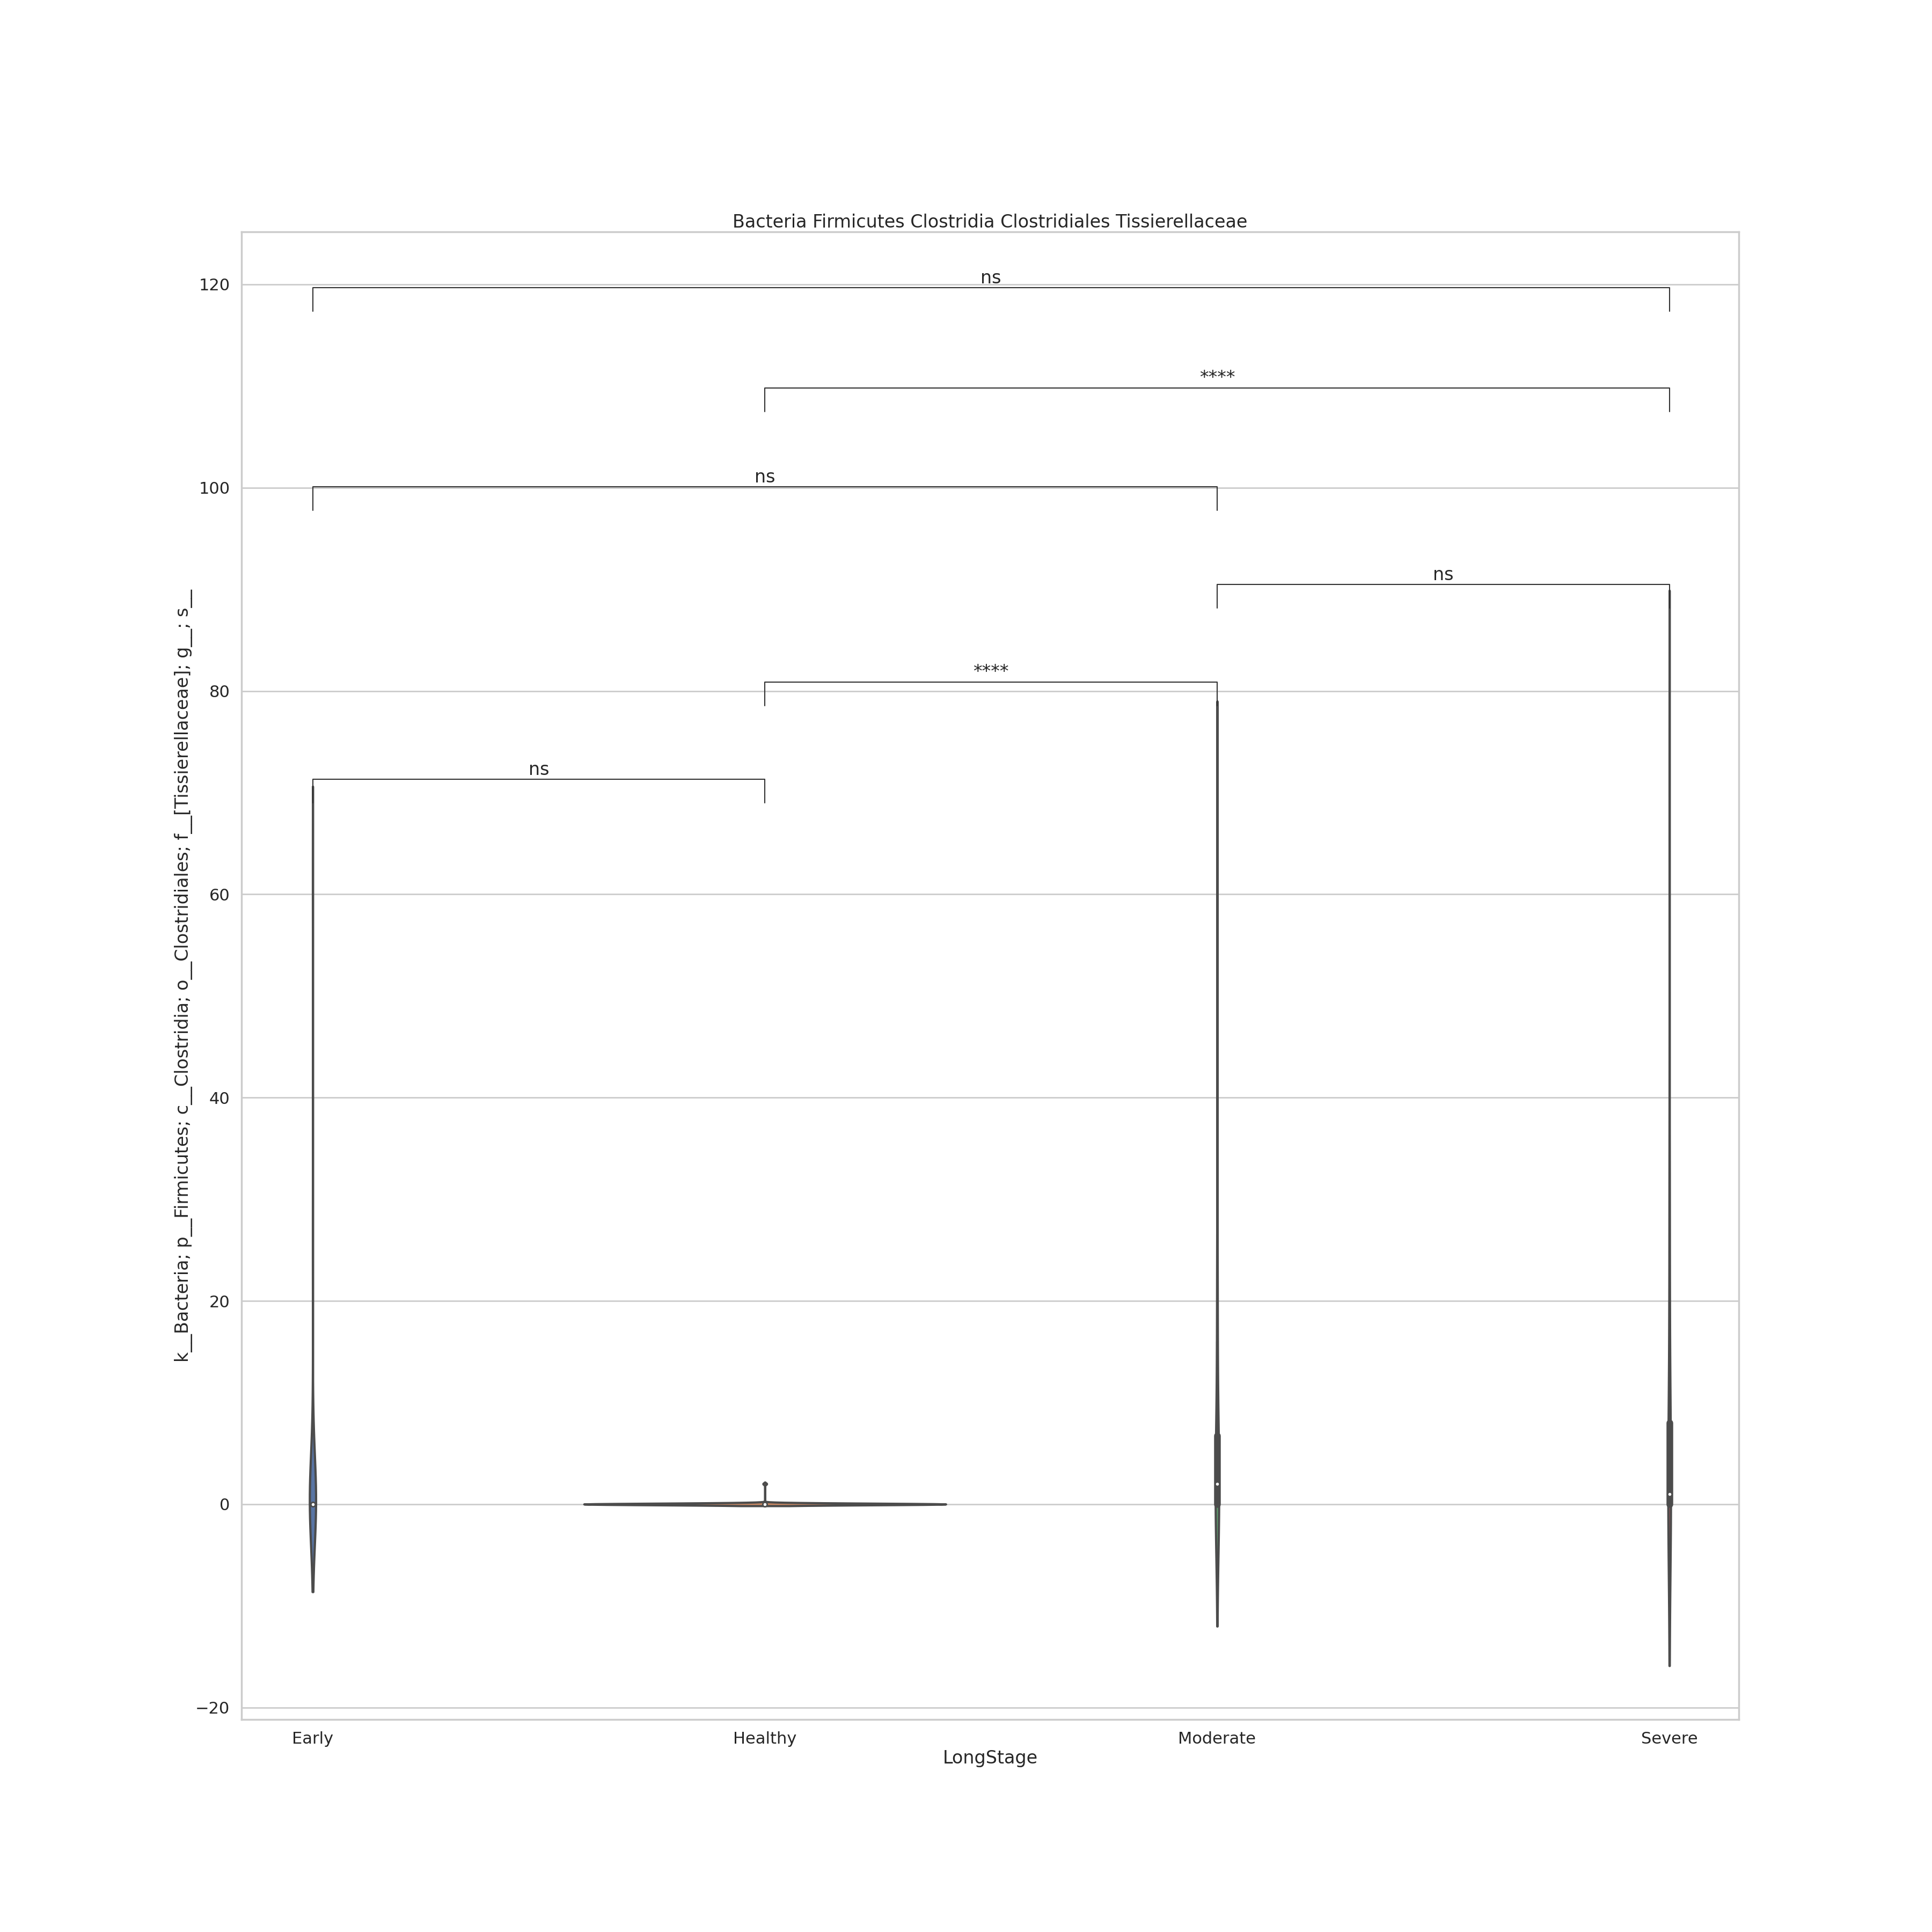 Bacteria Firmicutes Clostridia Clostridiales Tissierellaceae
120
100
80
60
40
20
0
−20
k__Bacteria; p__Firmicutes; c__Clostridia; o__Clostridiales; f__[Tissierellaceae]; g__; s__
ns
****
ns
ns
****
ns
Early Healthy Moderate Severe
LongStage